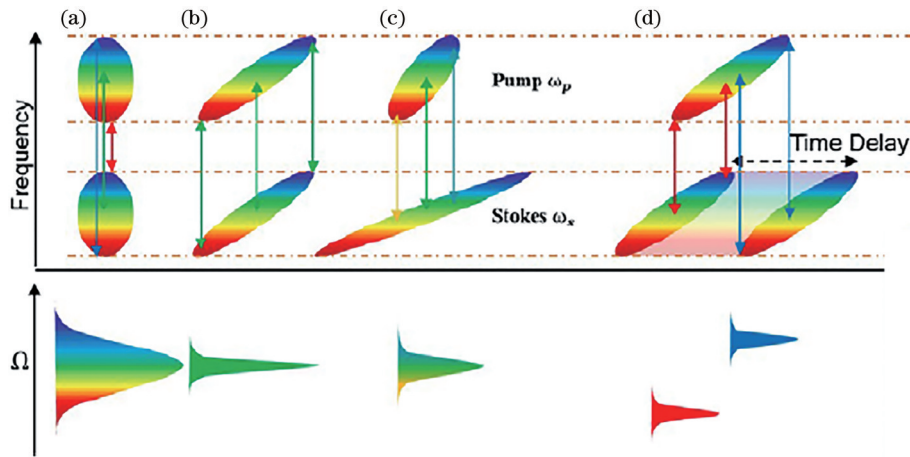 (a)
(b)
(c)
(d)
Frequency
Pump ωp
Time Delay
Stokes ωs
Ω